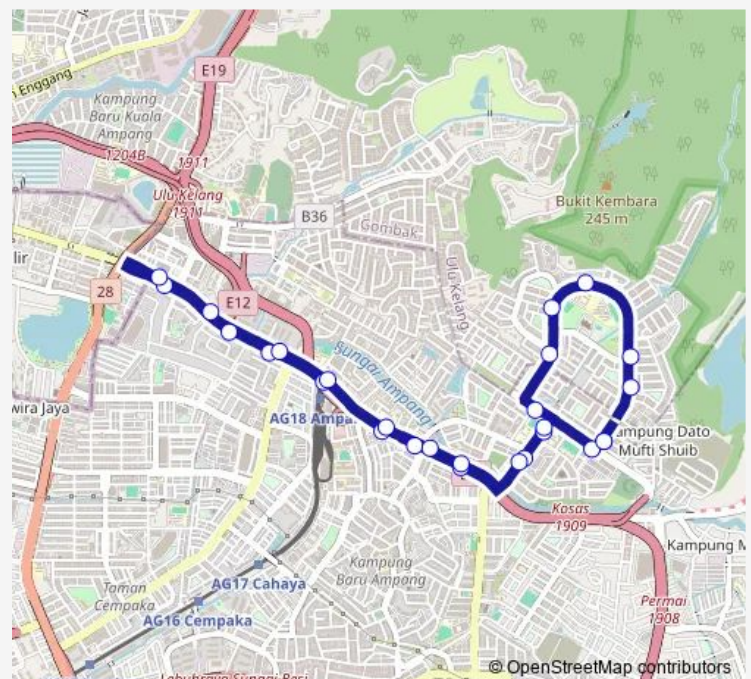 E19
Enggang
Kampung
Baru Kuala
Ampang
1204B
1911
Ulu Kelang
1911
B36
Gombak
Bukit Kembara
245 m
Ulu Kelang
28
E12
Sungai Ampang
wira Jaya
AG18 Ampa
ampung Dato
Mufti Shuib
Kosas
1909
Kampung M
Kampung
Baru Ampang
AG17 Cahaya
Taman
Cempaka
AG16 Cempaka
Permai
1908
© OpenStreetMap contributors